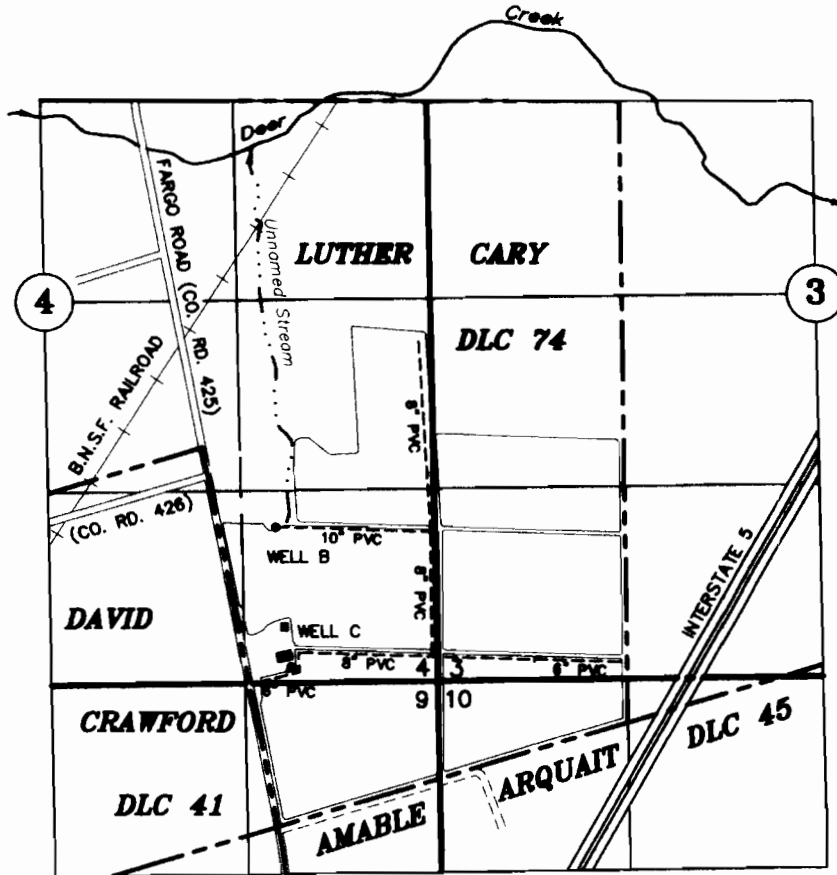 Creek
Deer
FARGO ROAD (CO. RD. 425)
Unnamed Stream
LUTHER CARY
4
3
DLC 74
B.N.S.F. RAILROAD
8" PVC
(CO. RD. 426)
10" PVC
WELL B
8" PVC
INTERSTATE 5
DAVID
WELL C
8" PVC
4 3
6" PVC
6" PVC
9 10
CRAWFORD
DLC 45
ARQUAIT
DLC 41
AMABLE